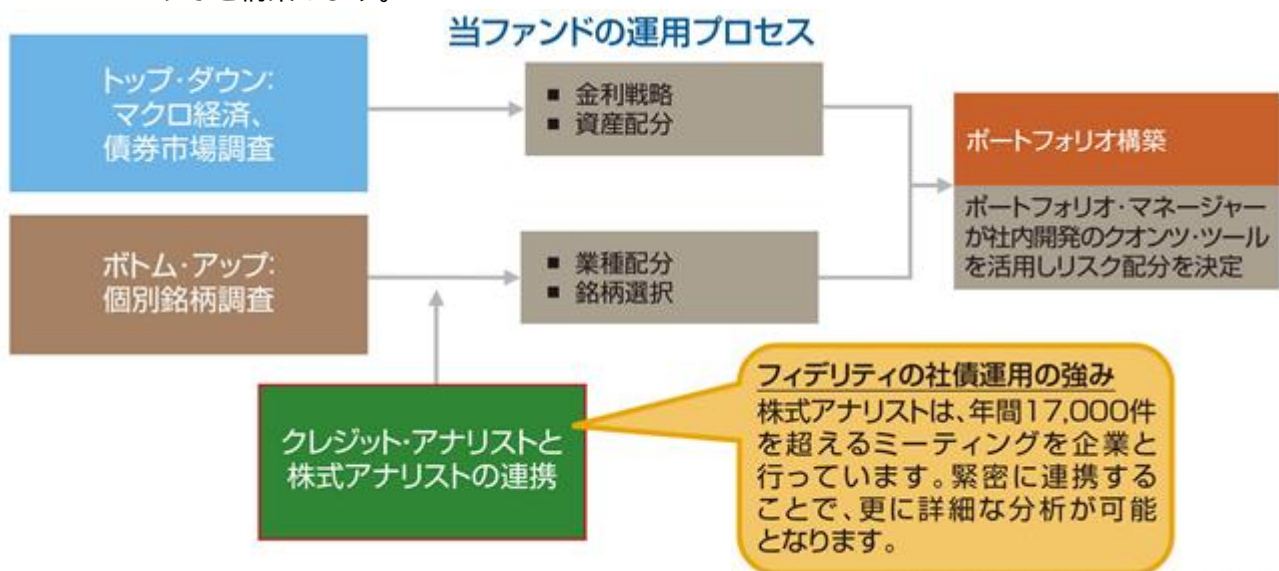 当ファンドの運用プロセス
トップ・ダウン:
マクロ経済、
債券市場調査
■ 金利戦略
■ 資産配分
ボトム・アップ:
個別銘柄調査
■ 業種配分
■ 銘柄選択
ポートフォリオ構築
ポートフォリオ・マネージャー
が社内開発のクオンツ・ツール
を活用しリスク配分を決定
クレジット・アナリストと
株式アナリストの連携
フィデリティの社債運用の強み
株式アナリストは、年間17,000件
を超えるミーティングを企業と
行っています。緊密に連携する
ことで、更に詳細な分析が可能
となります。